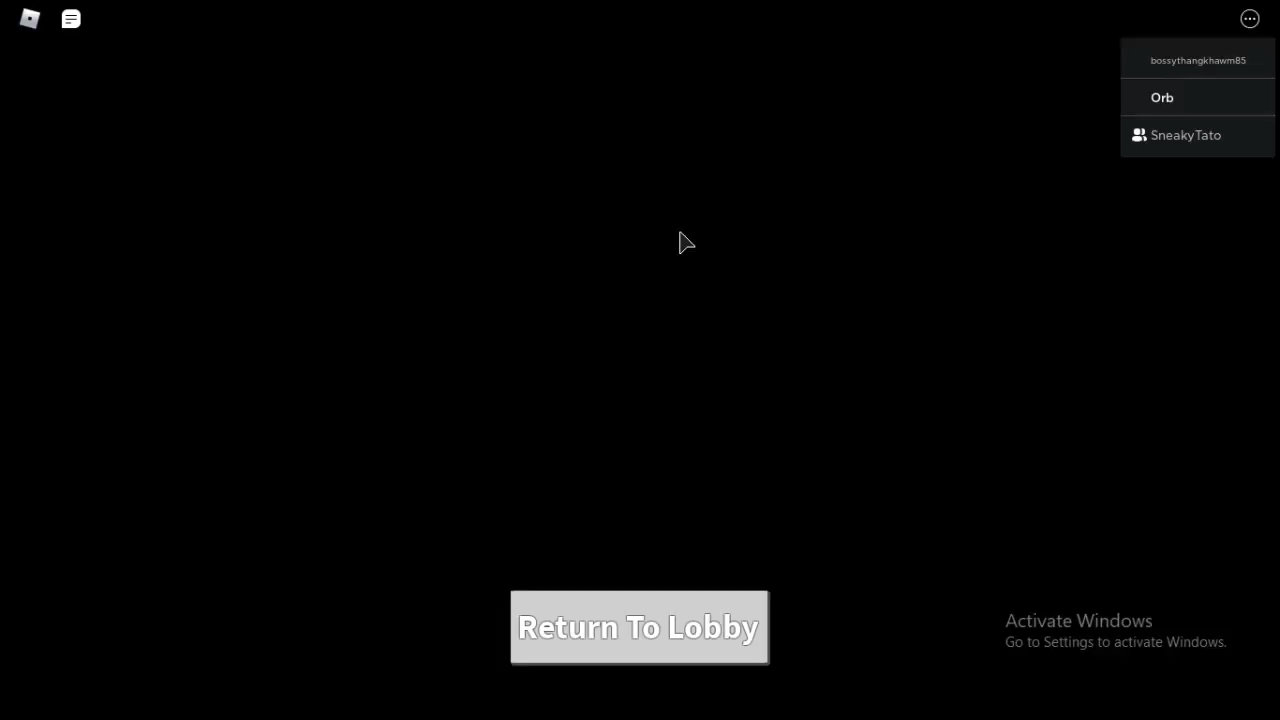 bossythangkhawm85
Orb
SneakyTato
Return To Lobby
Activate Windows
Go to Settings to activate Windows.